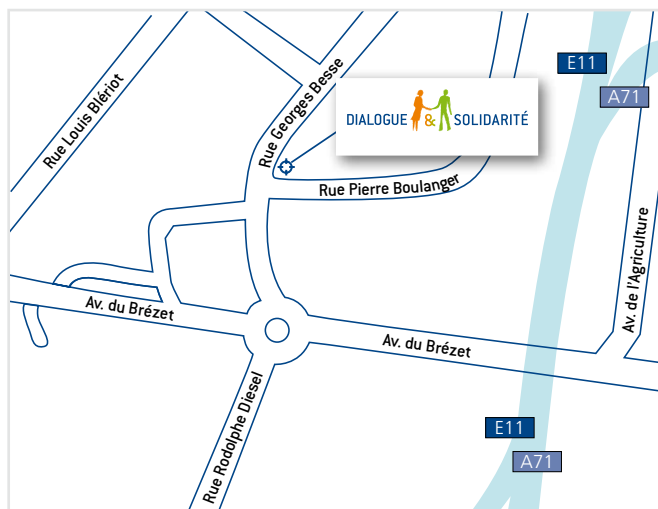 E11
A71
Rue Louis Blériot
Rue Georges Besse
DIALOGUE & SOLIDARITÉ
Rue Pierre Boulanger
Av. de l'Agriculture
Av. du Brézet
Av. du Brézet
Rue Rodolphe Diesel
E11
A71